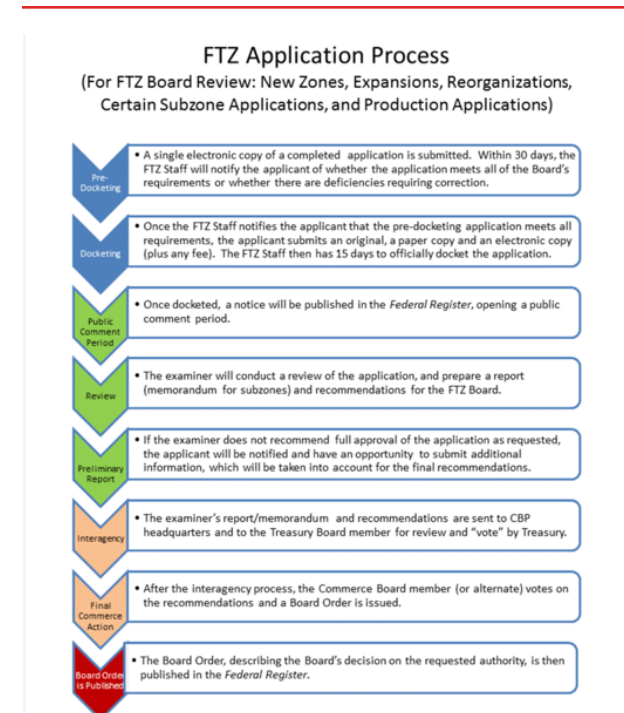 FTZ Application Process
(For FTZ Board Review: New Zones, Expansions, Reorganizations,
Certain Subzone Applications, and Production Applications)
Pre-
Docketing
• A single electronic copy of a completed application is submitted. Within 30 days, the
FTZ Staff will notify the applicant of whether the application meets all of the Board's
requirements or whether there are deficiencies requiring correction.
Docketing
• Once the FTZ Staff notifies the applicant that the pre-docketing application meets all
requirements, the applicant submits an original, a paper copy and an electronic copy
(plus any fee). The FTZ Staff then has 15 days to officially docket the application.
Public
Comment
Period
• Once docketed, a notice will be published in the Federal Register, opening a public
comment period.
Review
• The examiner will conduct a review of the application, and prepare a report
(memorandum for subzones) and recommendations for the FTZ Board.
Preliminary
Report
• If the examiner does not recommend full approval of the application as requested,
the applicant will be notified and have an opportunity to submit additional
information, which will be taken into account for the final recommendations.
Interagency
• The examiner's report/memorandum and recommendations are sent to CBP
headquarters and to the Treasury Board member for review and “vote” by Treasury.
Final
Commerce
Action
• After the interagency process, the Commerce Board member (or alternate) votes on
the recommendations and a Board Order is issued.
Board Order
is Published
• The Board Order, describing the Board's decision on the requested authority, is then
published in the Federal Register.